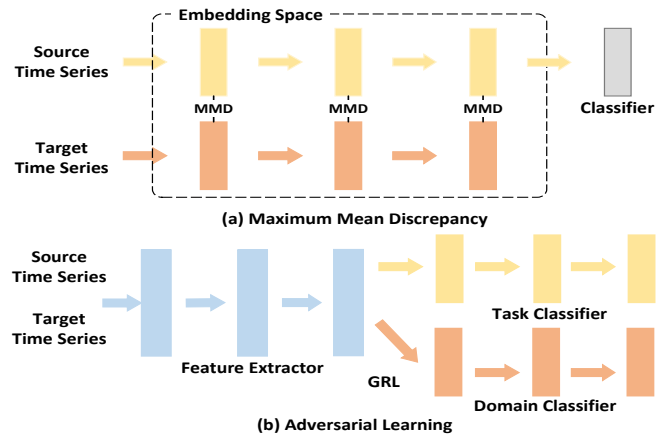 Embedding Space
Source
Time Series
MMD
MMD
MMD
Classifier
Target
Time Series
(a) Maximum Mean Discrepancy
Source
Time Series
Target
Time Series
Feature Extractor
Task Classifier
GRL
Domain Classifier
(b) Adversarial Learning